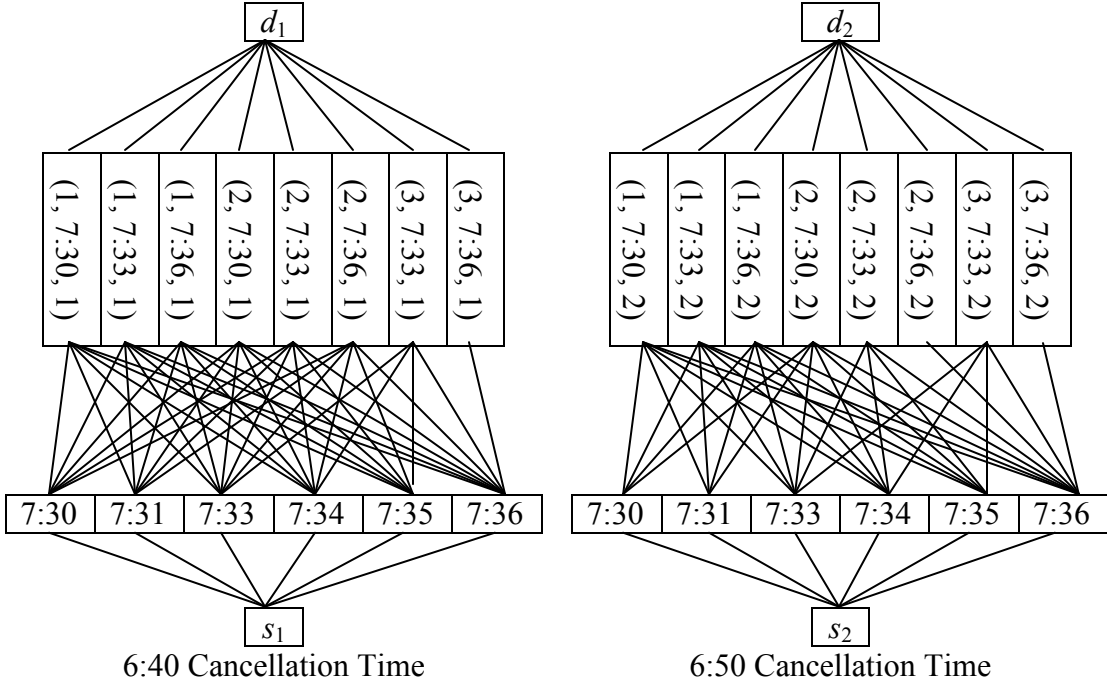 d₁
d₂
(1, 7:30, 1)
(1, 7:33, 1)
(1, 7:36, 1)
(2, 7:30, 1)
(2, 7:33, 1)
(2, 7:36, 1)
(3, 7:33, 1)
(3, 7:36, 1)
(1, 7:30, 2)
(1, 7:33, 2)
(1, 7:36, 2)
(2, 7:30, 2)
(2, 7:33, 2)
(2, 7:36, 2)
(3, 7:33, 2)
(3, 7:36, 2)
7:30 7:31 7:33 7:34 7:35 7:36
7:30 7:31 7:33 7:34 7:35 7:36
s₁
s₂
6:40 Cancellation Time
6:50 Cancellation Time